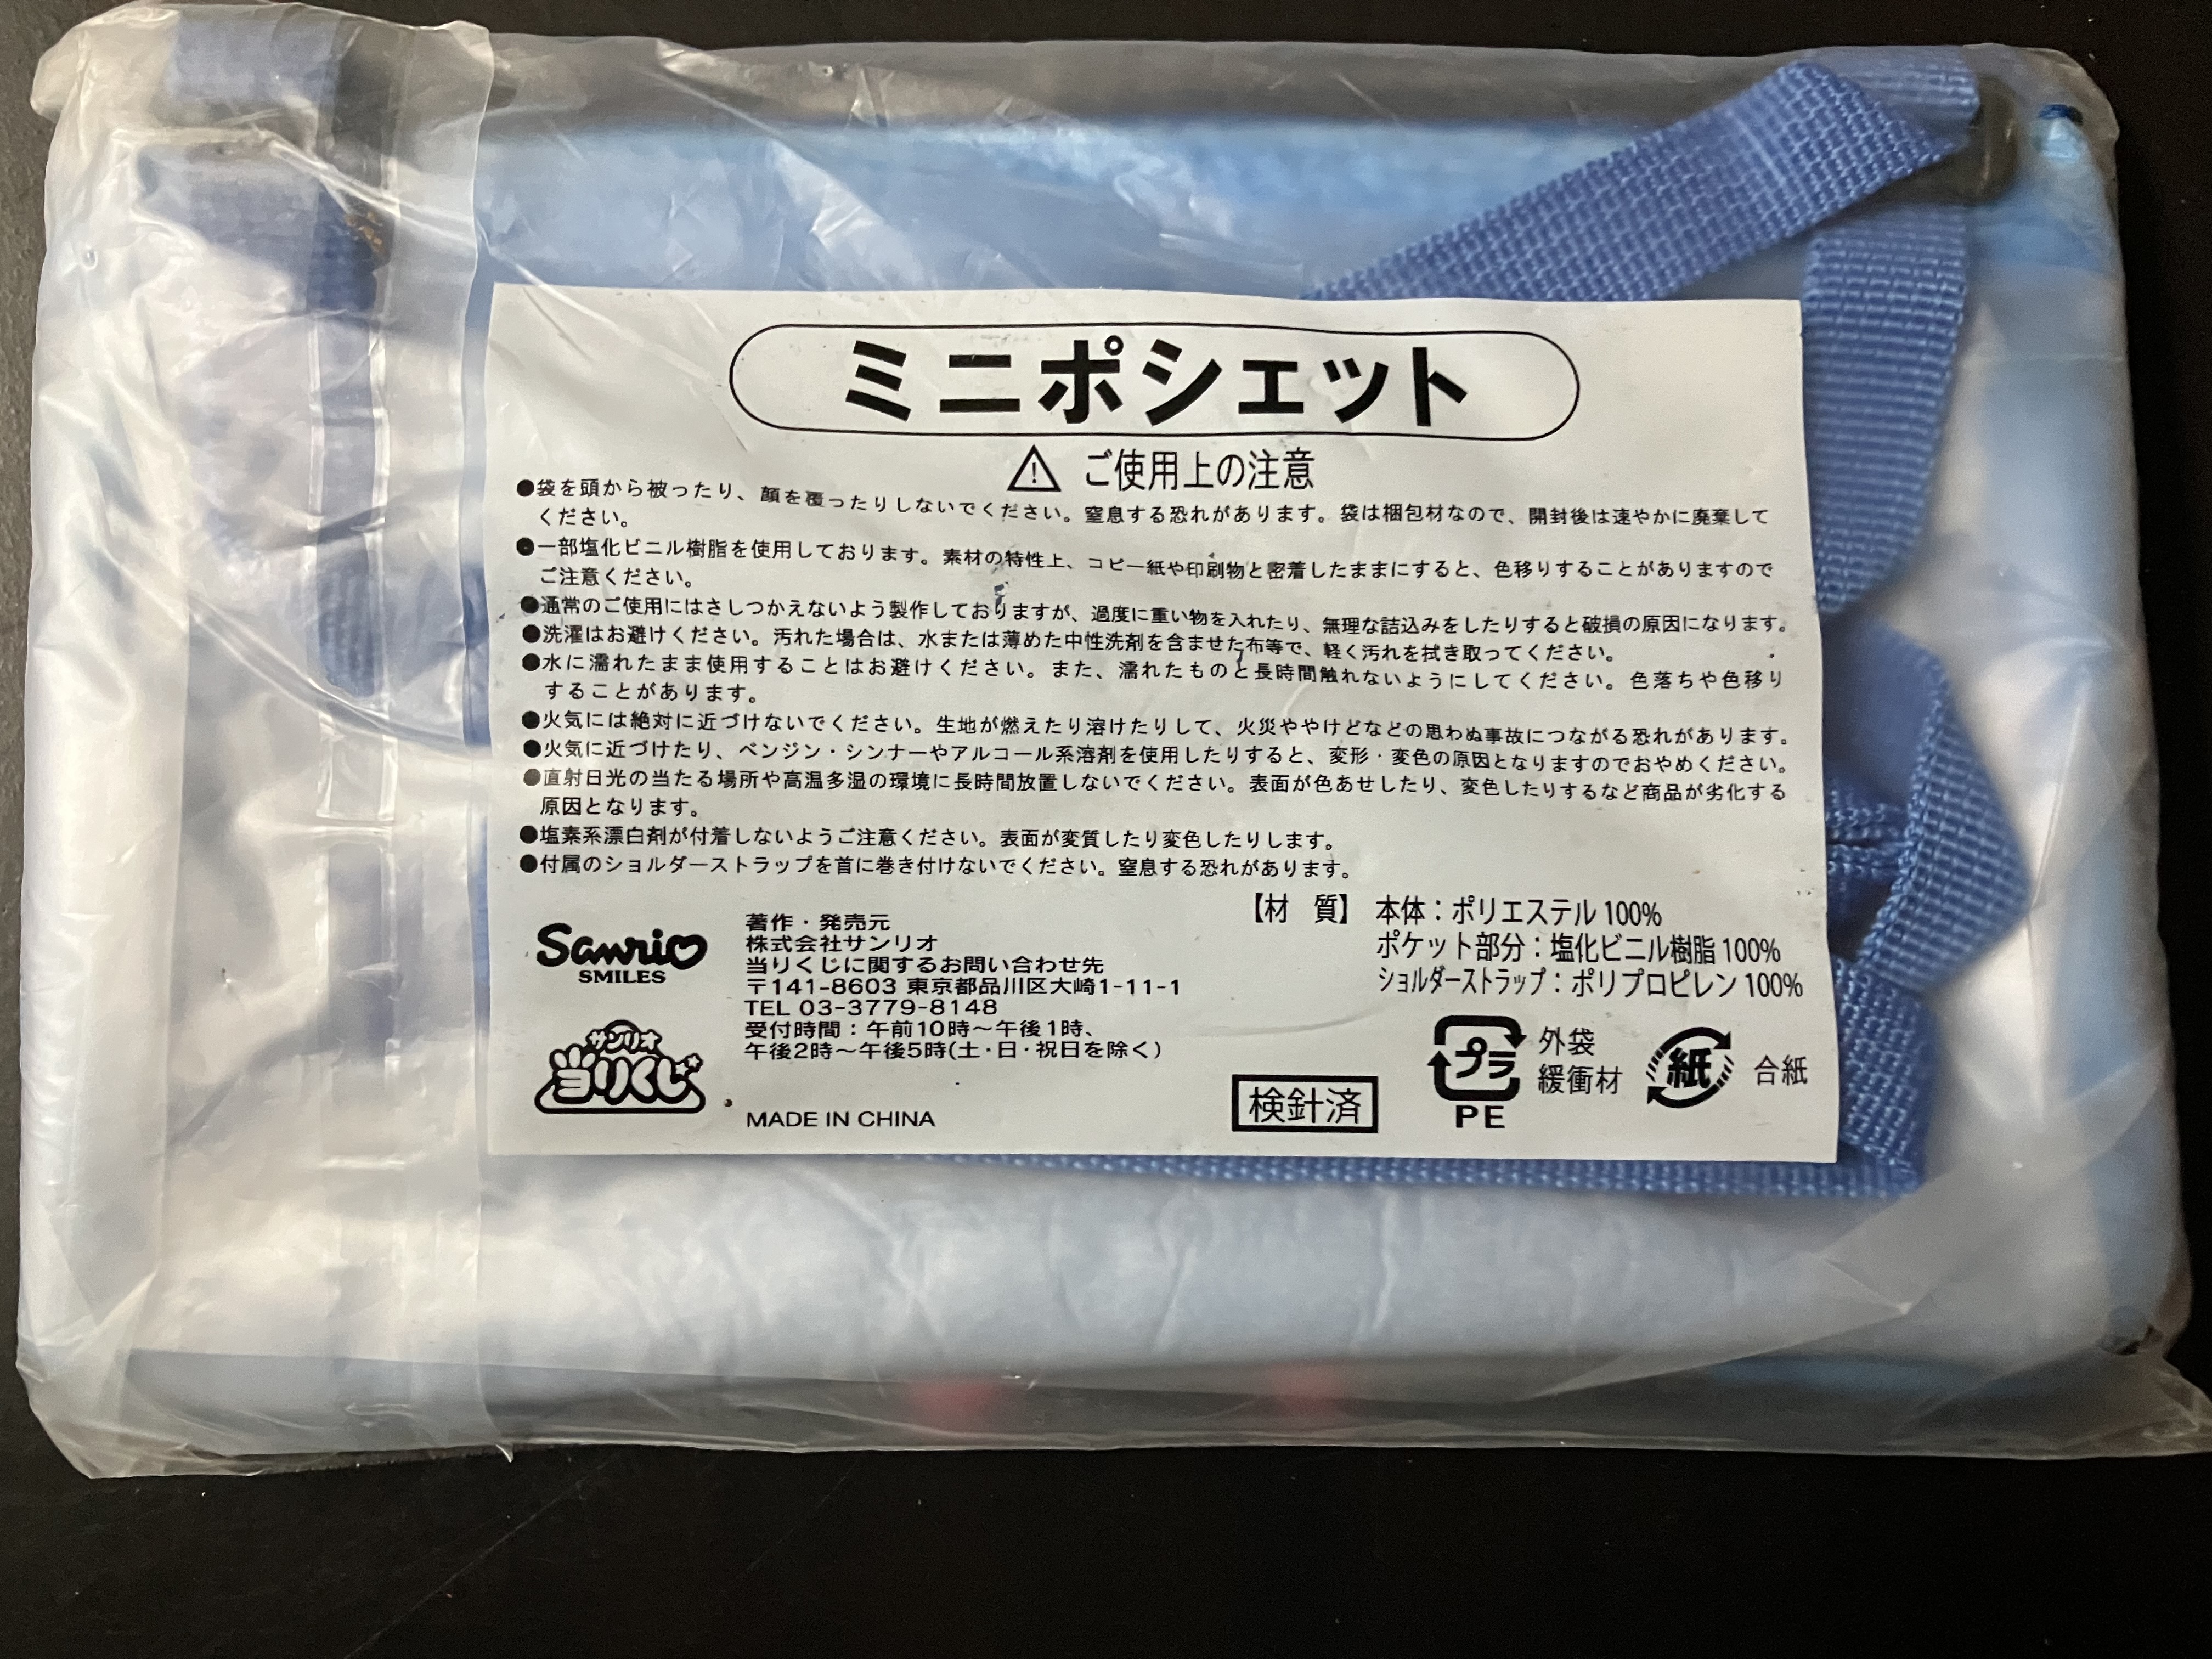 ミニポシェット
⚠ ご使用上の注意
●袋を頭から被ったり、顔を覆ったりしないでください。窒息する恐れがあります。袋は梱包材なので、開封後は速やかに廃棄して
ください。
●一部塩化ビニル樹脂を使用しております。素材の特性上、コピー紙や印刷物と密着したままにすると、色移りすることがありますので
ご注意ください。
●通常のご使用にはさしつかえないよう製作しておりますが、過度に重い物を入れたり、無理な詰込みをしたりすると破損の原因になります。
●洗濯はお避けください。汚れた場合は、水または薄めた中性洗剤を含ませた布等で、軽く汚れを拭き取ってください。
●水に濡れたまま使用することはお避けください。また、濡れたものと長時間触れないようにしてください。色落ちや色移り
することがあります。
●火気には絶対に近づけないでください。生地が燃えたり溶けたりして、火災ややけどなどの思わぬ事故につながる恐れがあります。
●火気に近づけたり、ベンジン・シンナーやアルコール系溶剤を使用したりすると、変形・変色の原因となりますのでおやめください。
●直射日光の当たる場所や高温多湿の環境に長時間放置しないでください。表面が色あせしたり、変色したりするなど商品が劣化する
原因となります。
●塩素系漂白剤が付着しないようご注意ください。表面が変質したり変色したりします。
●付属のショルダーストラップを首に巻き付けないでください。窒息する恐れがあります。
【材 質】 本体：ポリエステル 100%
ポケット部分：塩化ビニル樹脂 100%
ショルダーストラップ：ポリプロピレン 100%
Sanrio
SMILES
著作・発売元
株式会社サンリオ
当りくじに関するお問い合わせ先
〒141-8603 東京都品川区大崎1-11-1
TEL 03-3779-8148
受付時間：午前10時〜午後1時、
午後2時〜午後5時(土・日・祝日を除く)
サンリオ
当りくじ
MADE IN CHINA
検針済
プラ
PE
外袋
緩衝材
紙
合紙